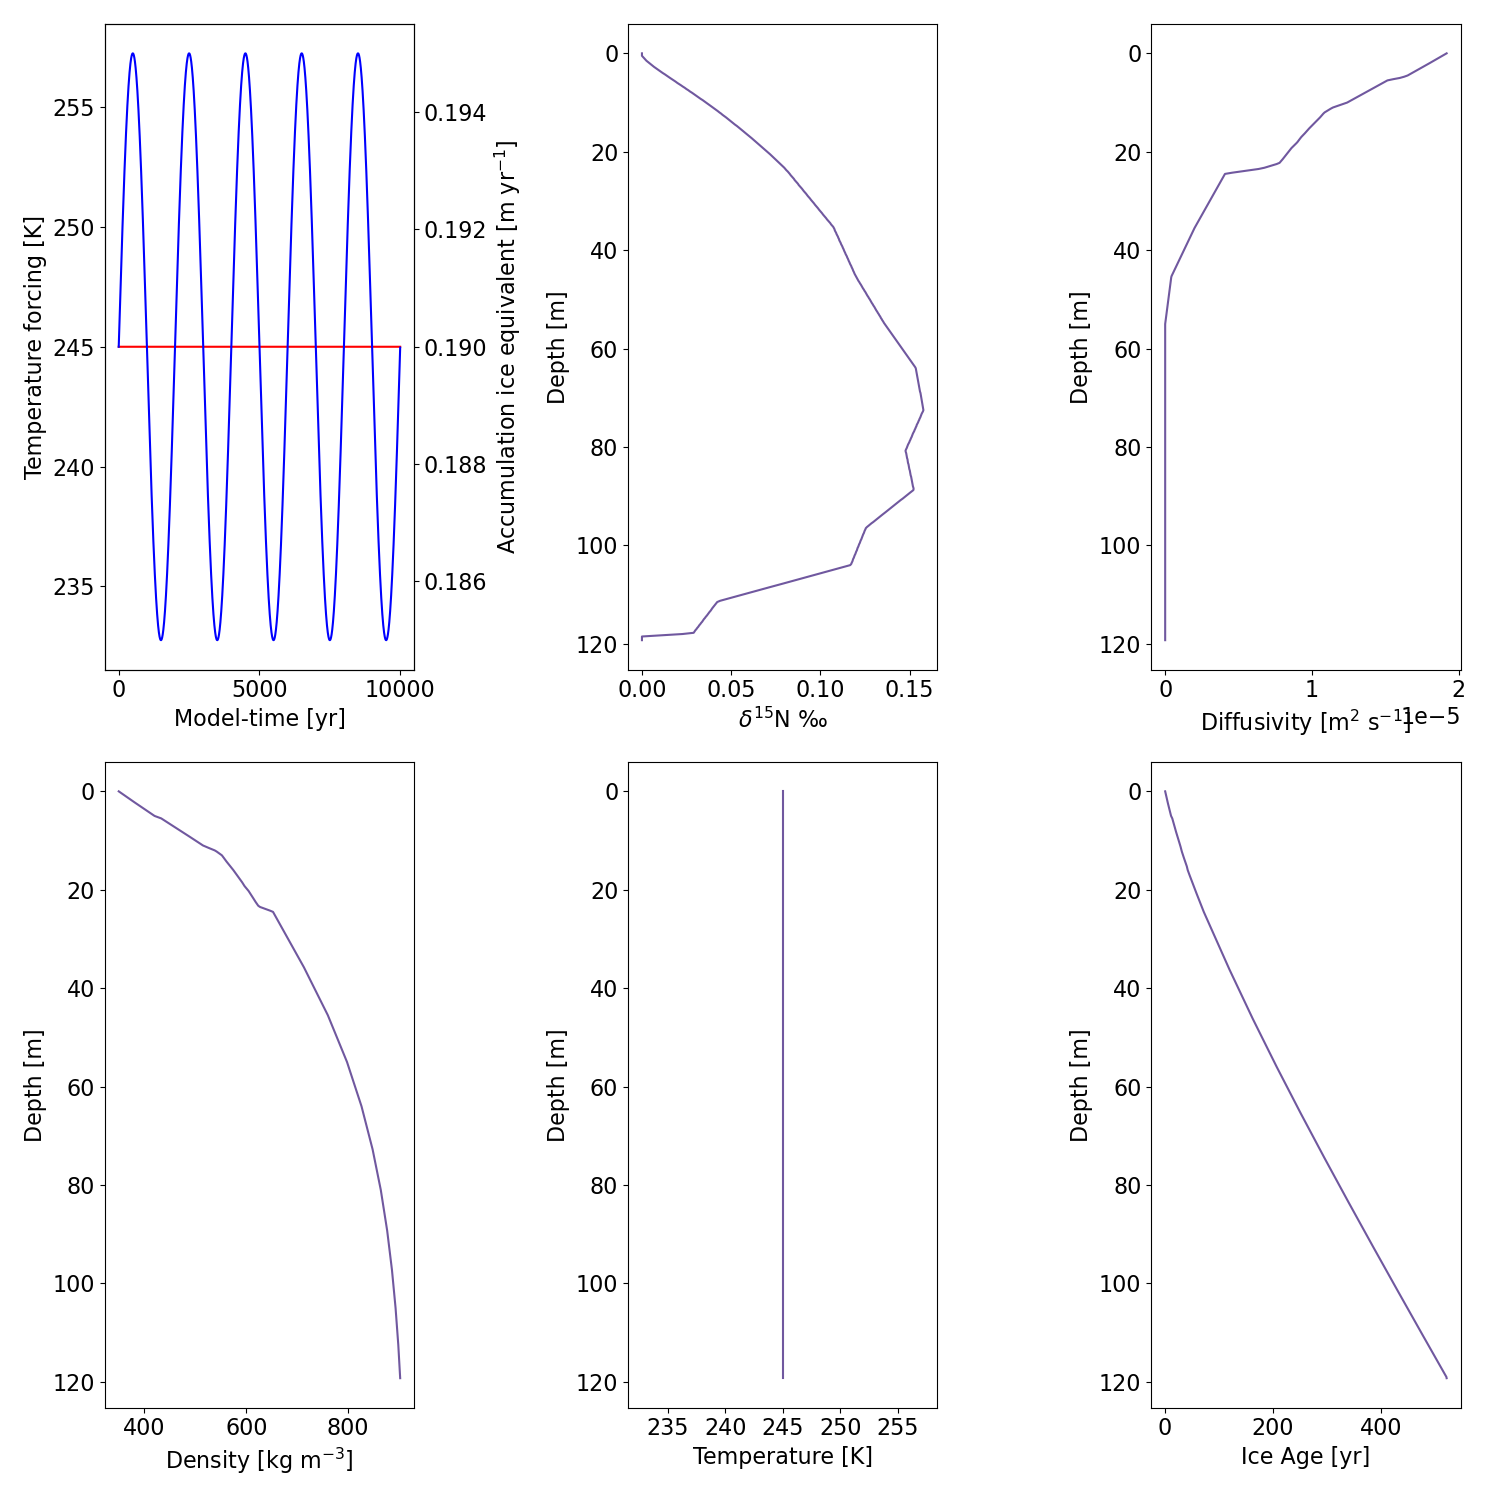 255
250
245
240
235
Temperature forcing [K]
0 5000 10000
Model-time [yr]
0.194
0.192
0.190
0.188
0.186
Accumulation ice equivalent [m yr⁻¹]
0
20
40
60
80
100
120
Depth [m]
0.00 0.05 0.10 0.15
δ¹⁵N ‰
0
20
40
60
80
100
120
Depth [m]
0 1 2
Diffusivity [m² s⁻¹]
1e−5
0
20
40
60
80
100
120
Depth [m]
400 600 800
Density [kg m⁻³]
0
20
40
60
80
100
120
Depth [m]
235 240 245 250 255
Temperature [K]
0
20
40
60
80
100
120
Depth [m]
0 200 400
Ice Age [yr]